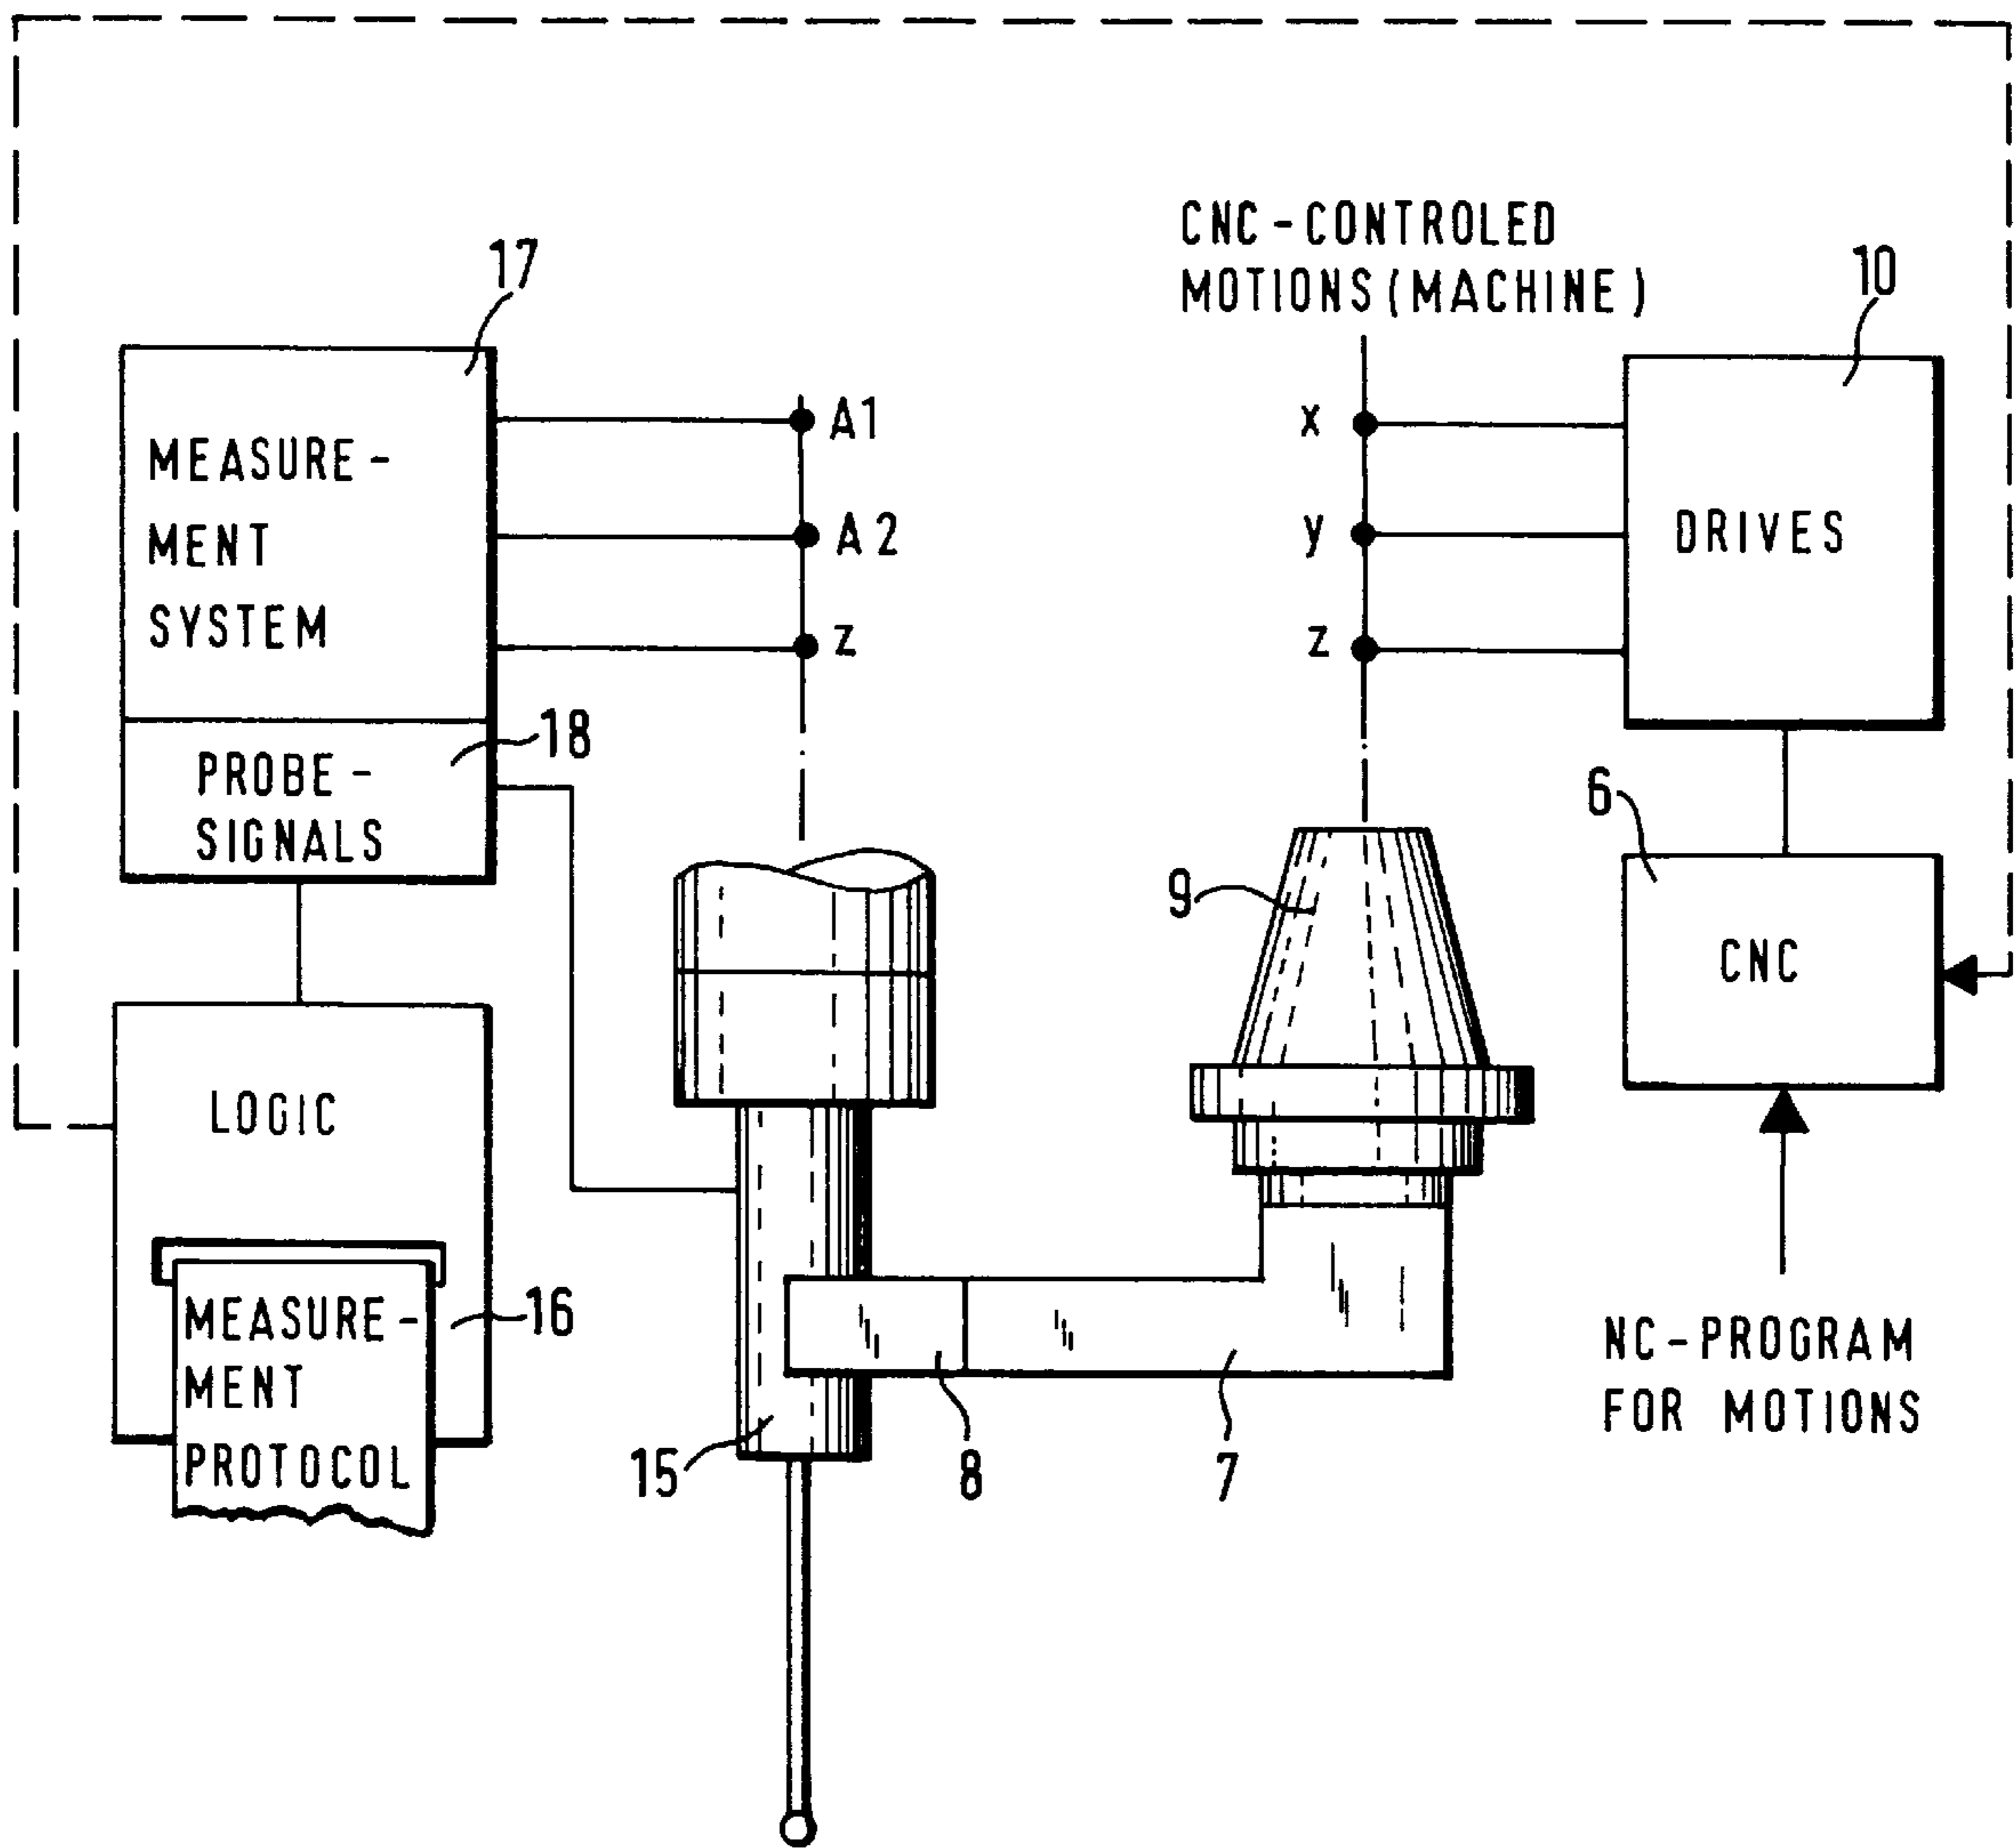 CNC-CONTROLED
MOTIONS (MACHINE)
17
10
MEASURE-
MENT
SYSTEM
A1
A2
z
x
y
z
DRIVES
18
PROBE-
SIGNALS
6
9
CNC
LOGIC
MEASURE-
MENT
PROTOCOL
16
15
8
7
NC-PROGRAM
FOR MOTIONS